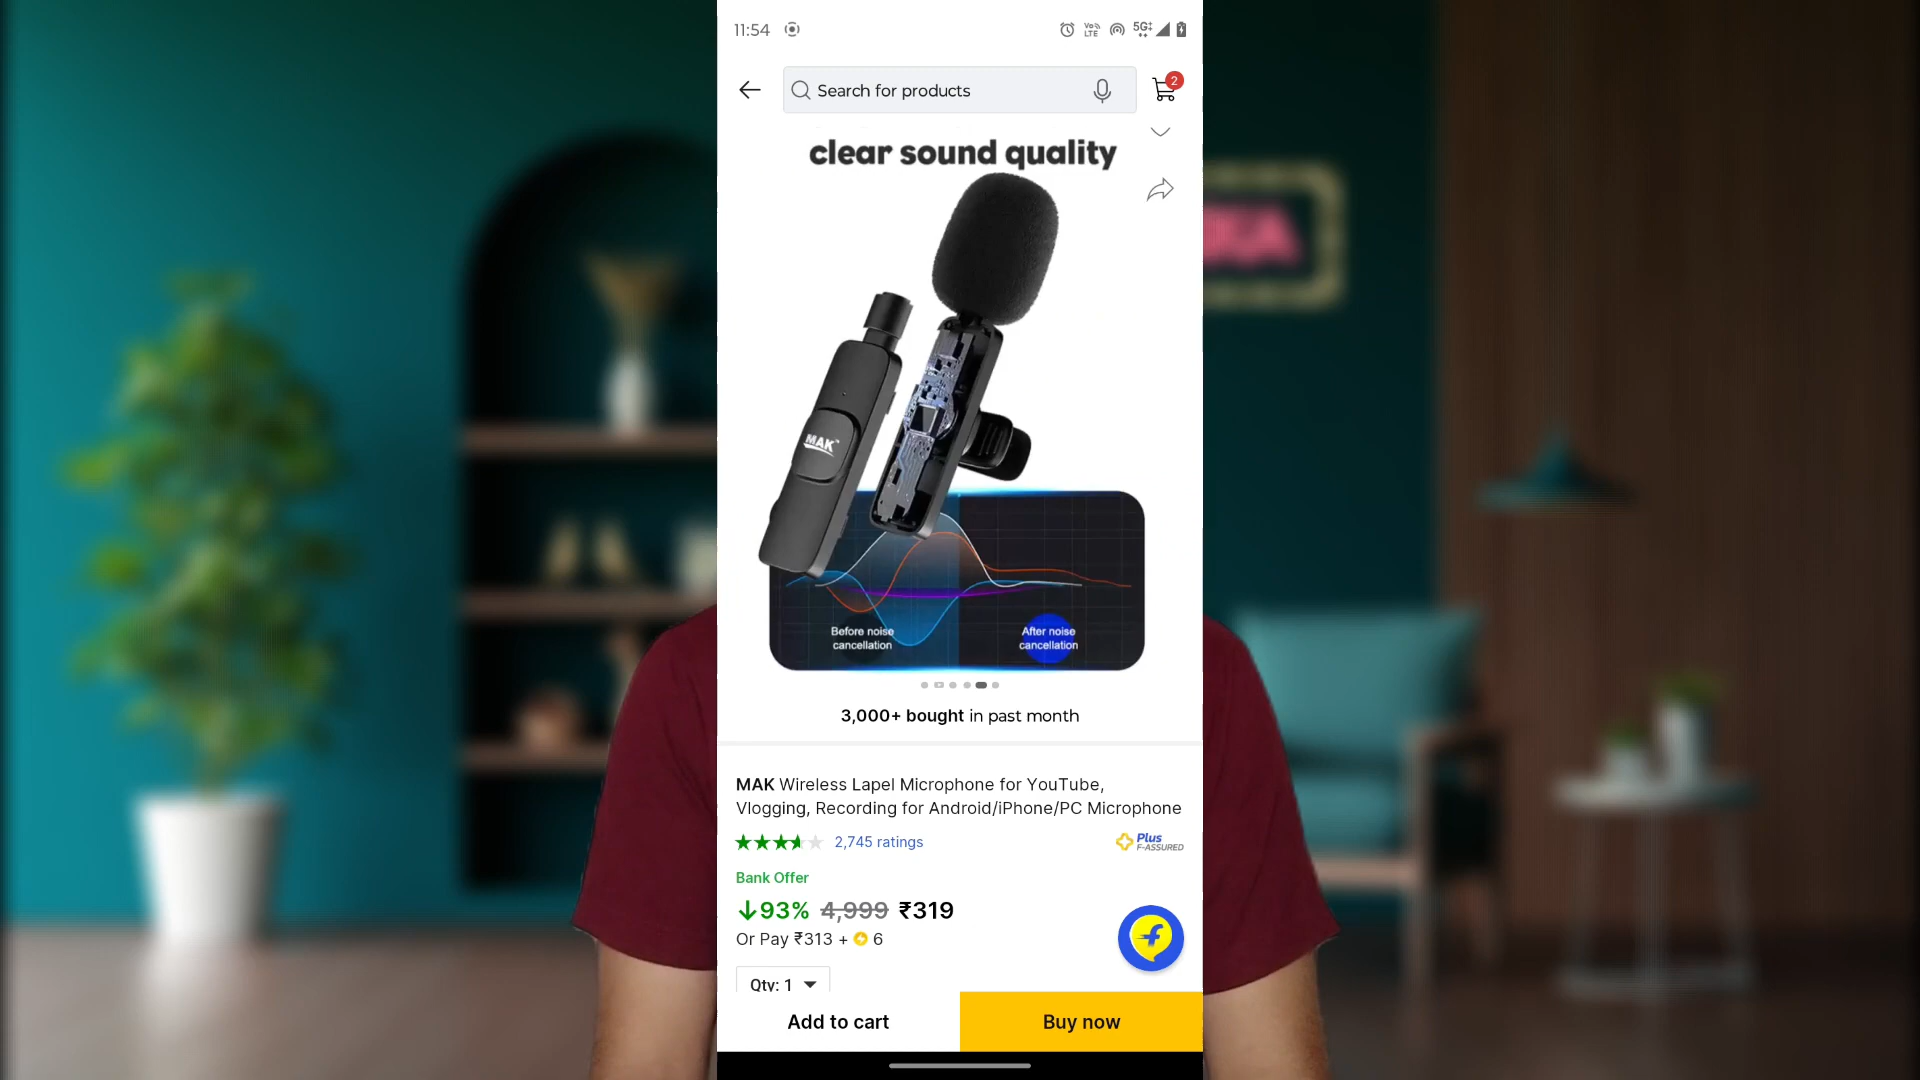 11:54
Vo
LTE
5G
Search for products
2
clear sound quality
MAK
Before noise
cancellation
After noise
cancellation
3,000+ bought in past month
MAK Wireless Lapel Microphone for YouTube,
Vlogging, Recording for Android/iPhone/PC Microphone
2,745 ratings
Plus
F-ASSURED
Bank Offer
↓93% 4,999 ₹319
Or Pay ₹313 + 6
Qty: 1
Add to cart
Buy now